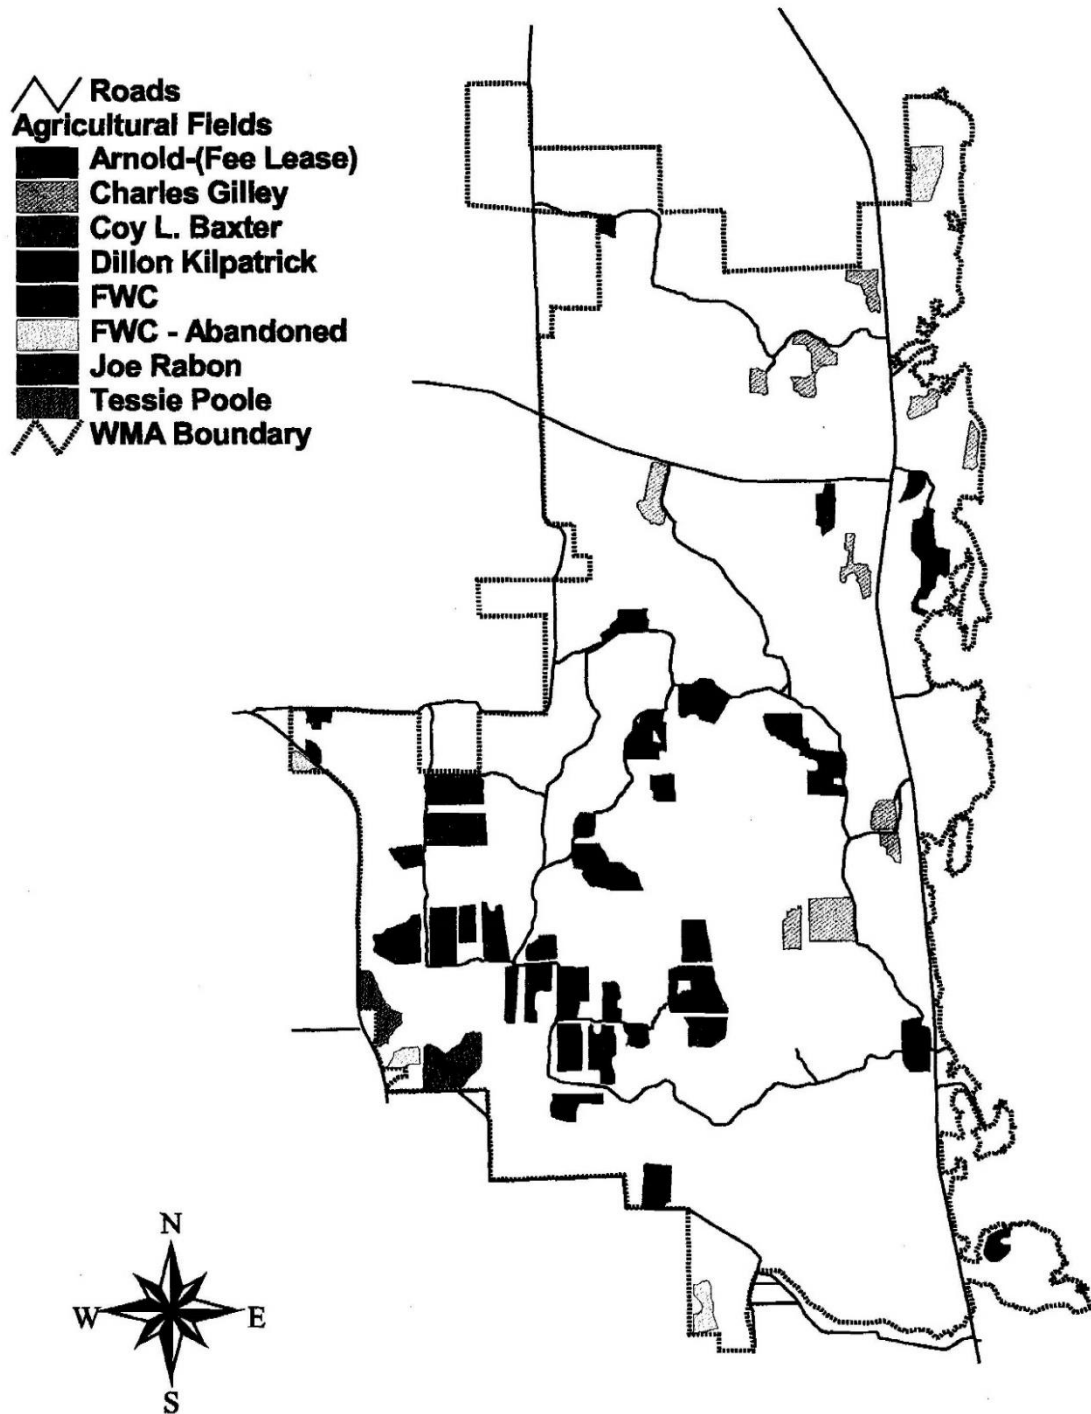 Roads
Agricultural Fields
Arnold-(Fee Lease)
Charles Gilley
Coy L. Baxter
Dillon Kilpatrick
FWC
FWC - Abandoned
Joe Rabon
Tessie Poole
WMA Boundary
N
W E
S